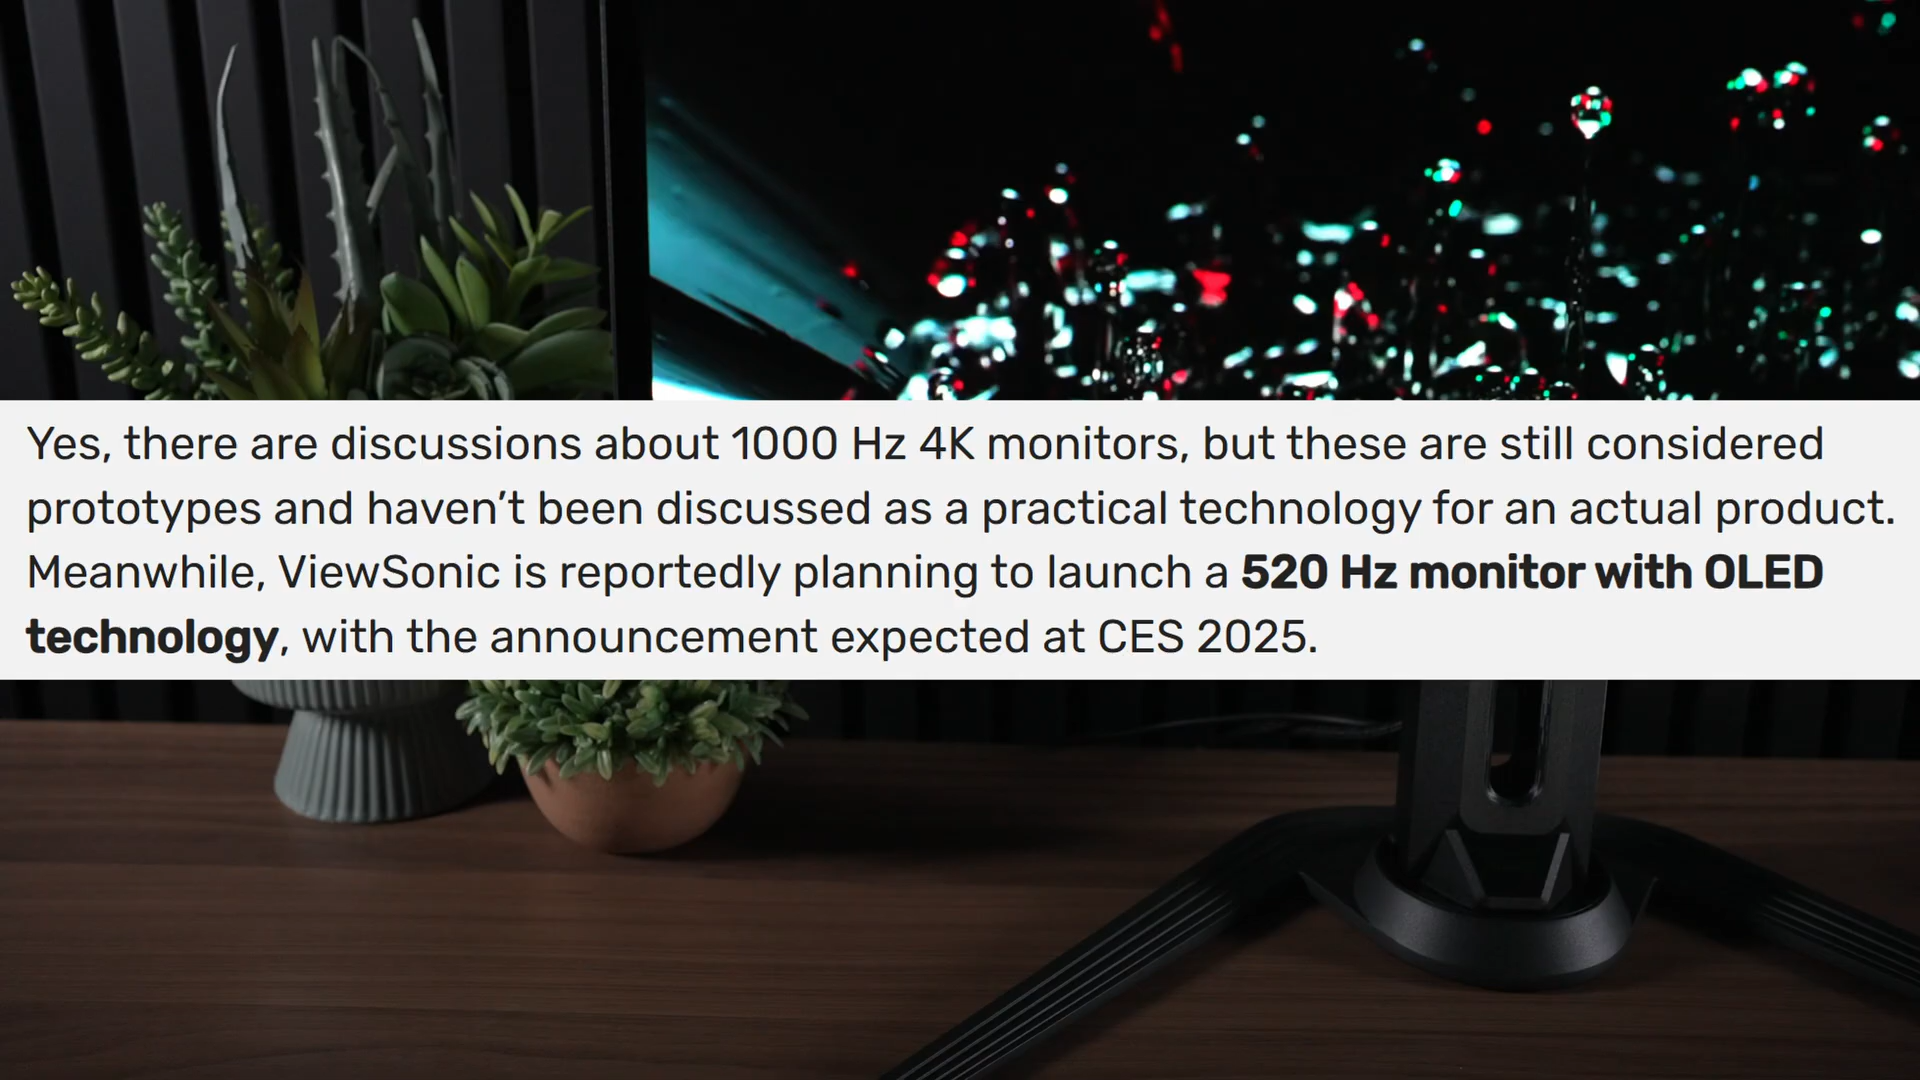 Yes, there are discussions about 1000 Hz 4K monitors, but these are still considered
prototypes and haven’t been discussed as a practical technology for an actual product.
Meanwhile, ViewSonic is reportedly planning to launch a 520 Hz monitor with OLED
technology, with the announcement expected at CES 2025.